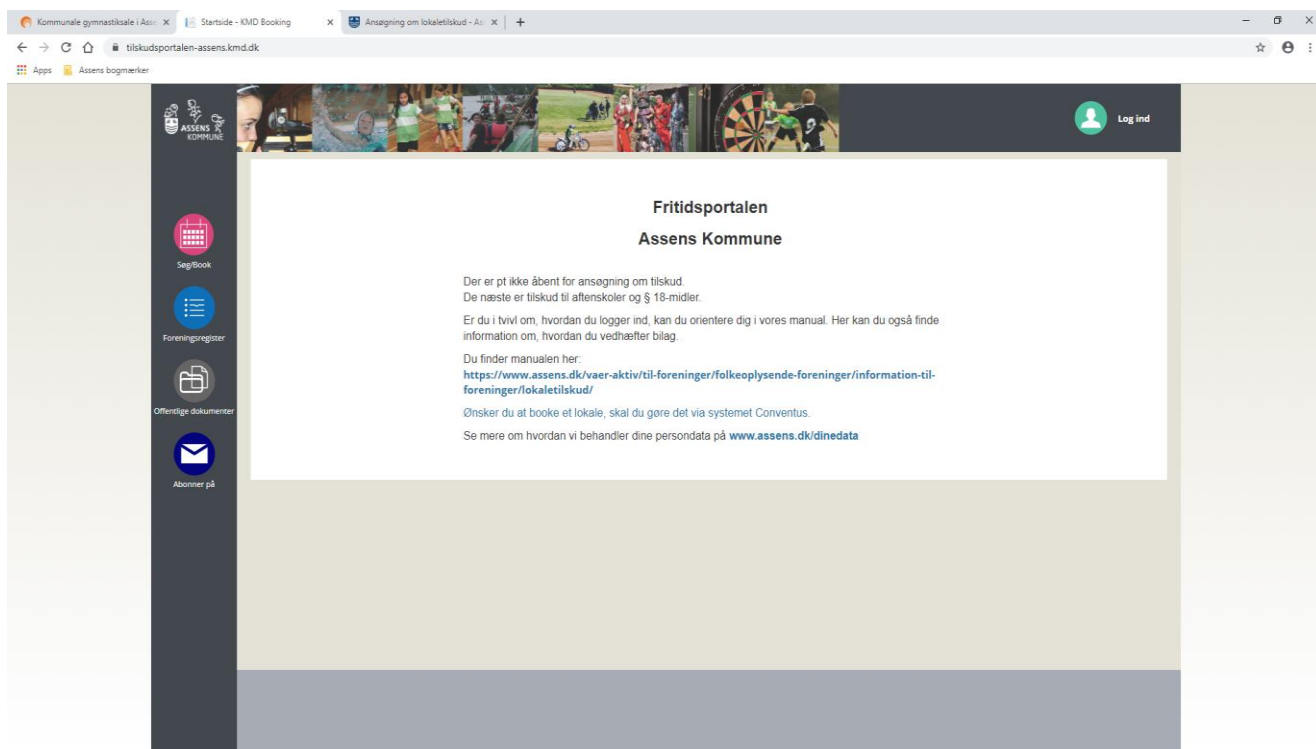 Kommunale gymnastiksale i Asse
Startside - KMD Booking
Ansøgning om lokaletilskud - As
tilskudsportalen-assens.kmd.dk
Apps
Assens bogmærker
ASSENS
KOMMUNE
Log ind
Søg/Book
Foreningsregister
Offentlige dokumenter
Abonner på
Fritidsportalen
Assens Kommune
Der er pt ikke åbent for ansøgning om tilskud.
De næste er tilskud til aftenskoler og § 18-midler.
Er du i tvivl om, hvordan du logger ind, kan du orientere dig i vores manual. Her kan du også finde
information om, hvordan du vedhæfter bilag.
Du finder manualen her:
https://www.assens.dk/vaer-aktiv/til-foreninger/folkeoplysende-foreninger/information-til-
foreninger/lokaletilskud/
Ønsker du at booke et lokale, skal du gøre det via systemet Conventus.
Se mere om hvordan vi behandler dine persondata på www.assens.dk/dinedata